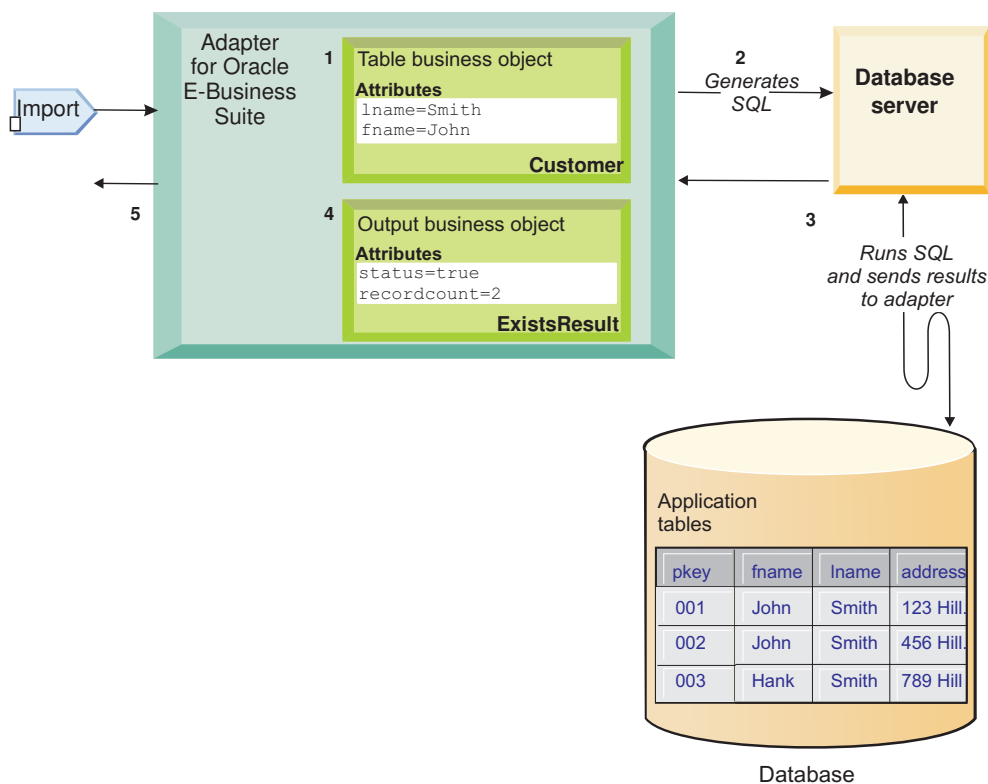 Import
Adapter
for Oracle
E-Business
Suite
1
Table business object
Attributes
lname=Smith
fname=John
Customer
2
Generates
SQL
Database
server
3
Runs SQL
and sends results
to adapter
4
Output business object
Attributes
status=true
recordcount=2
ExistsResult
5
Application
tables
pkey fname lname address
001 John Smith 123 Hill.
002 John Smith 456 Hill.
003 Hank Smith 789 Hill
Database